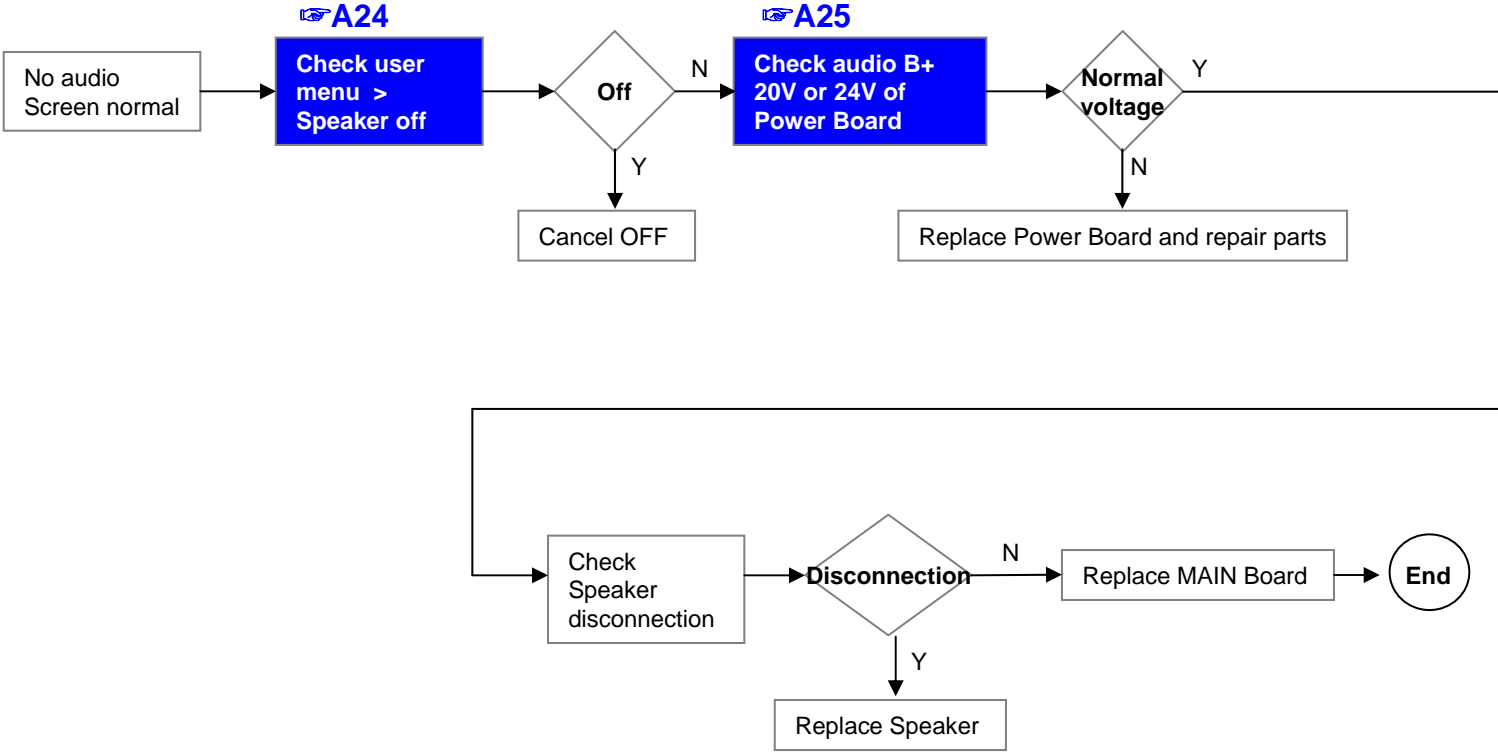 ☞A24
☞A25
No audio
Screen normal
Check user
menu >
Speaker off
Off
N
Y
Cancel OFF
Check audio B+
20V or 24V of
Power Board
Normal
voltage
Y
N
Replace Power Board and repair parts
Check
Speaker
disconnection
Disconnection
N
Y
Replace MAIN Board
End
Replace Speaker